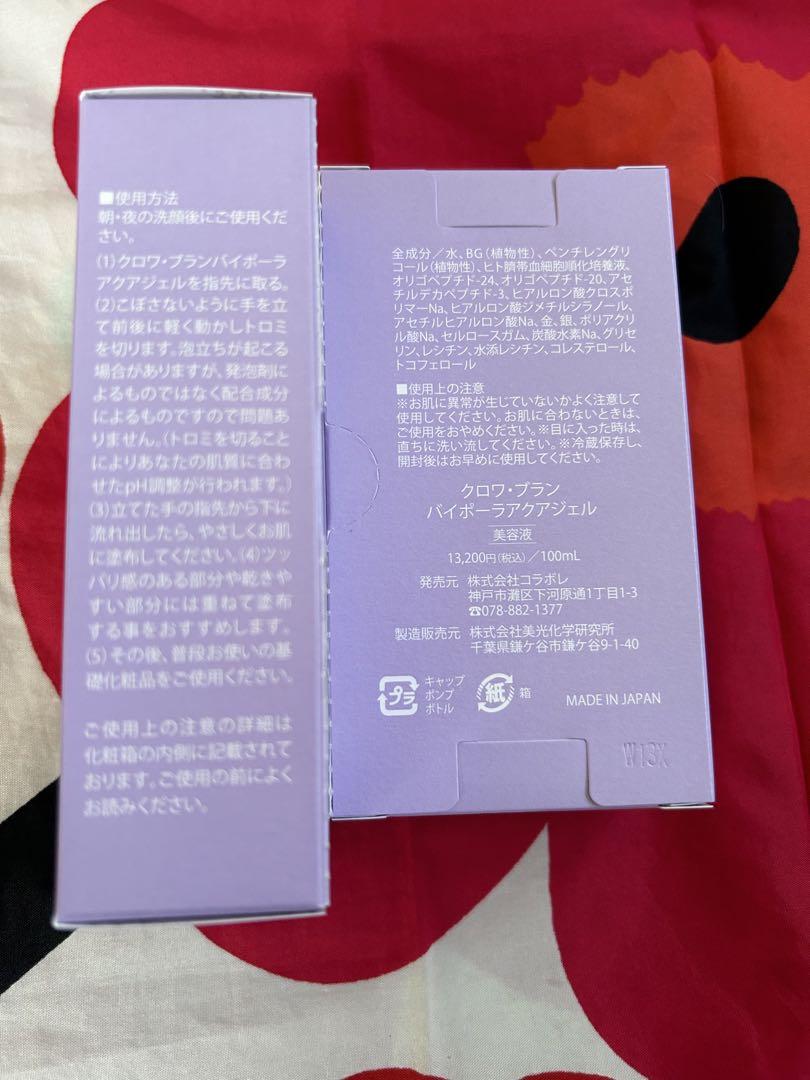 ■使用方法
朝・夜の洗顔後にご使用くだ
さい。
(1)クロワ・ブランバイポーラ
アクアジェルを指先に取る。
(2)こぼさないように手を立
て前後に軽く動かしトロミ
を切ります。泡立ちが起こる
場合がありますが、発泡剤に
よるものではなく配合成分
によるものですので問題あ
りません。(トロミを切ること
によりあなたの肌質に合わ
せたpH調整が行われます。)
(3)立てた手の指先から下に
流れ出したら、やさしくお肌
に塗布してください。(4)ツッ
パリ感のある部分や乾きや
すい部分には重ねて塗布
する事をおすすめします。
(5)その後、普段お使いの基
礎化粧品をご使用ください。
ご使用上の注意の詳細は
化粧箱の内側に記載されて
おります。ご使用の前によく
お読みください。
全成分／水、BG(植物性)、ペンチレングリ
コール(植物性)、ヒト臍帯血細胞順化培養液、
オリゴペプチド-24、オリゴペプチド-20、アセ
チルデカペプチド-3、ヒアルロン酸クロスポ
リマーNa、ヒアルロン酸ジメチルシラノール、
アセチルヒアルロン酸Na、金、銀、ポリアクリ
ル酸Na、セルロースガム、炭酸水素Na、グリセ
リン、レシチン、水添レシチン、コレステロール、
トコフェロール
■使用上の注意
※お肌に異常が生じていないかよく注意して
使用してください。お肌に合わないときは、
ご使用をおやめください。※目に入った時は、
直ちに洗い流してください。※冷蔵保存し、
開封後はお早めに使用してください。
クロワ・ブラン
バイポーラアクアジェル
美容液
13,200円(税込)／100mL
発売元 株式会社コラボレ
神戸市灘区下河原通1丁目1-3
☎078-882-1377
製造販売元 株式会社美光化学研究所
千葉県鎌ケ谷市鎌ケ谷9-1-40
プラ
キャップ
ポンプ
ボトル
紙
箱
MADE IN JAPAN
W13X